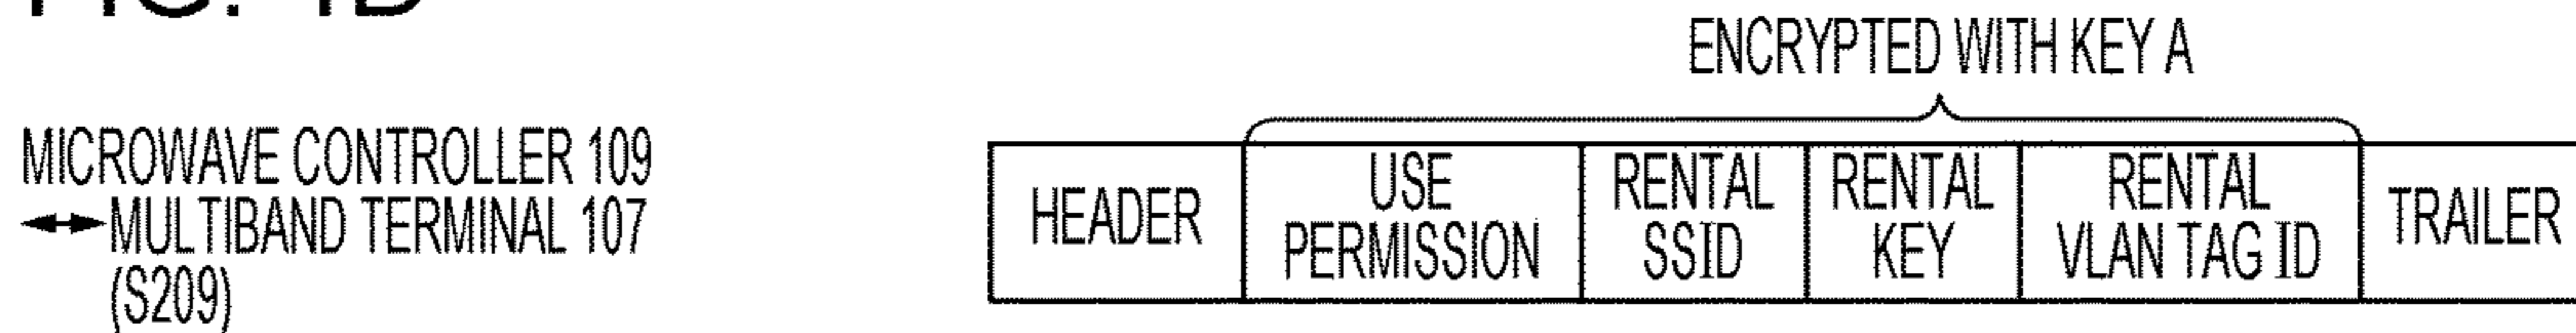 ENCRYPTED WITH KEY A
MICROWAVE CONTROLLER 109
MULTIBAND TERMINAL 107
(S209)
HEADER
USE
PERMISSION
RENTAL
SSID
RENTAL
KEY
RENTAL
VLAN TAG ID
TRAILER